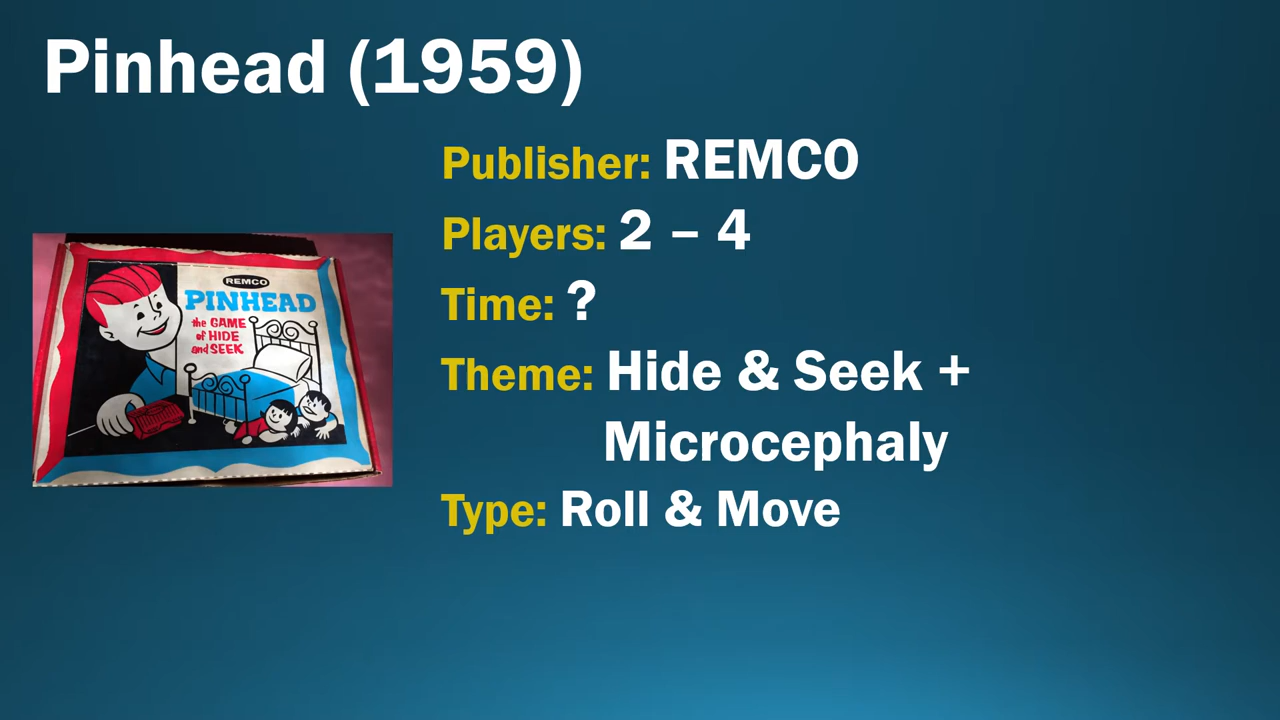 Pinhead (1959)
Publisher: REMCO
Players: 2 – 4
Time: ?
Theme: Hide & Seek +
Microcephaly
Type: Roll & Move
REMCO
PINHEAD
the GAME
of HIDE
and SEEK